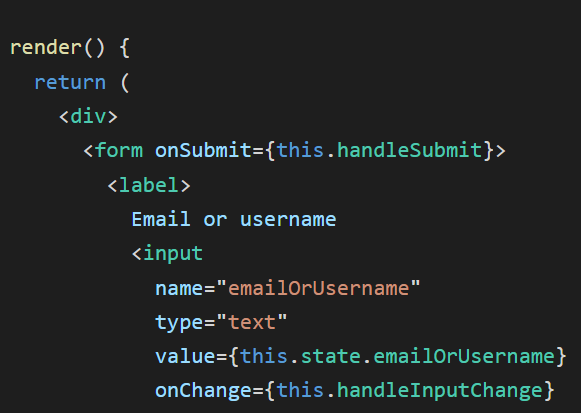 render() {
return (
<div>
<form onSubmit={this.handleSubmit}>
<label>
Email or username
<input
name="emailOrUsername"
type="text"
value={this.state.emailOrUsername}
onChange={this.handleInputChange}